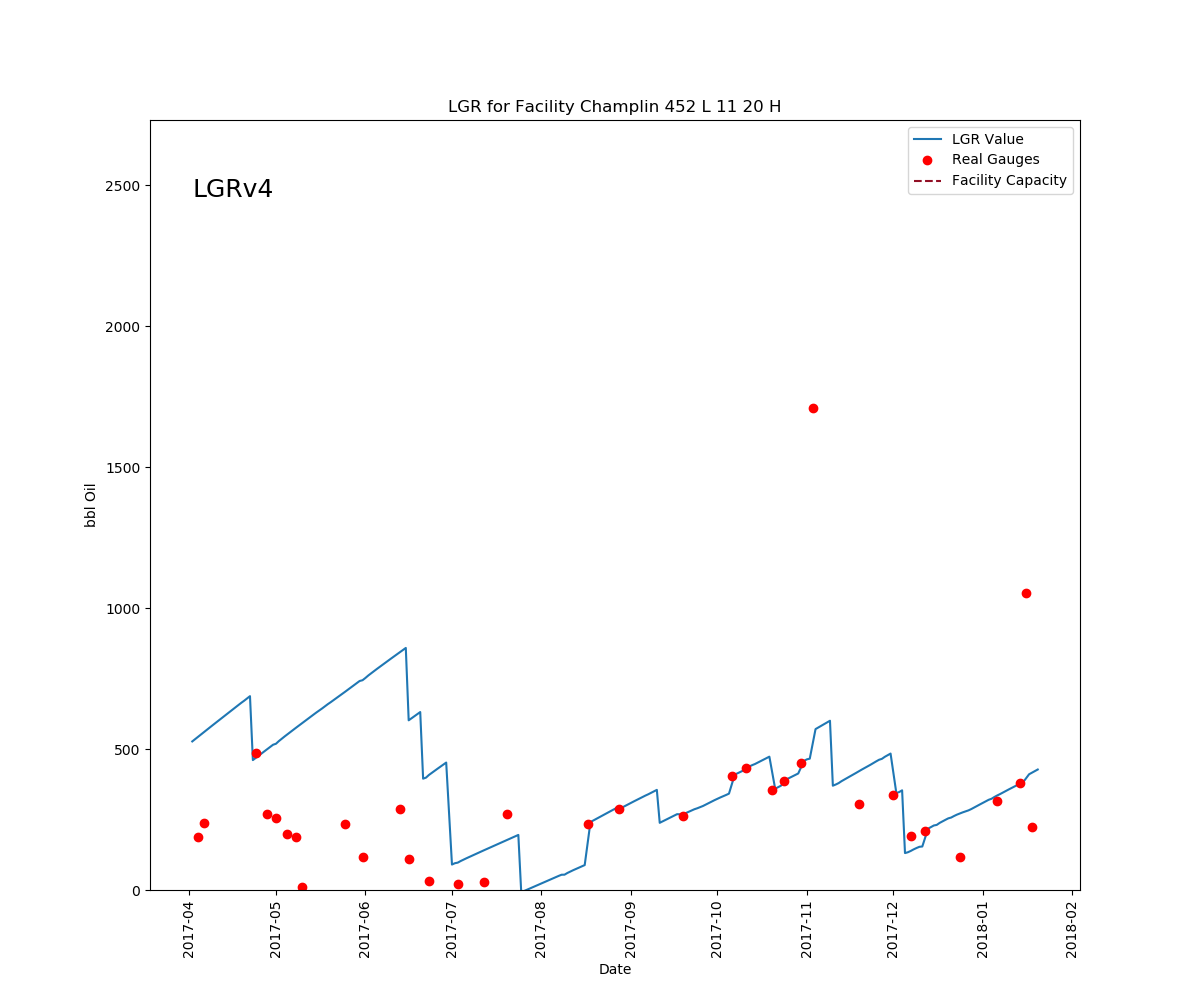 LGR for Facility Champlin 452 L 11 20 H
LGR Value
Real Gauges
Facility Capacity
LGRv4
bbl Oil
2500
2000
1500
1000
500
0
2017-04
2017-05
2017-06
2017-07
2017-08
2017-09
2017-10
2017-11
2017-12
2018-01
2018-02
Date